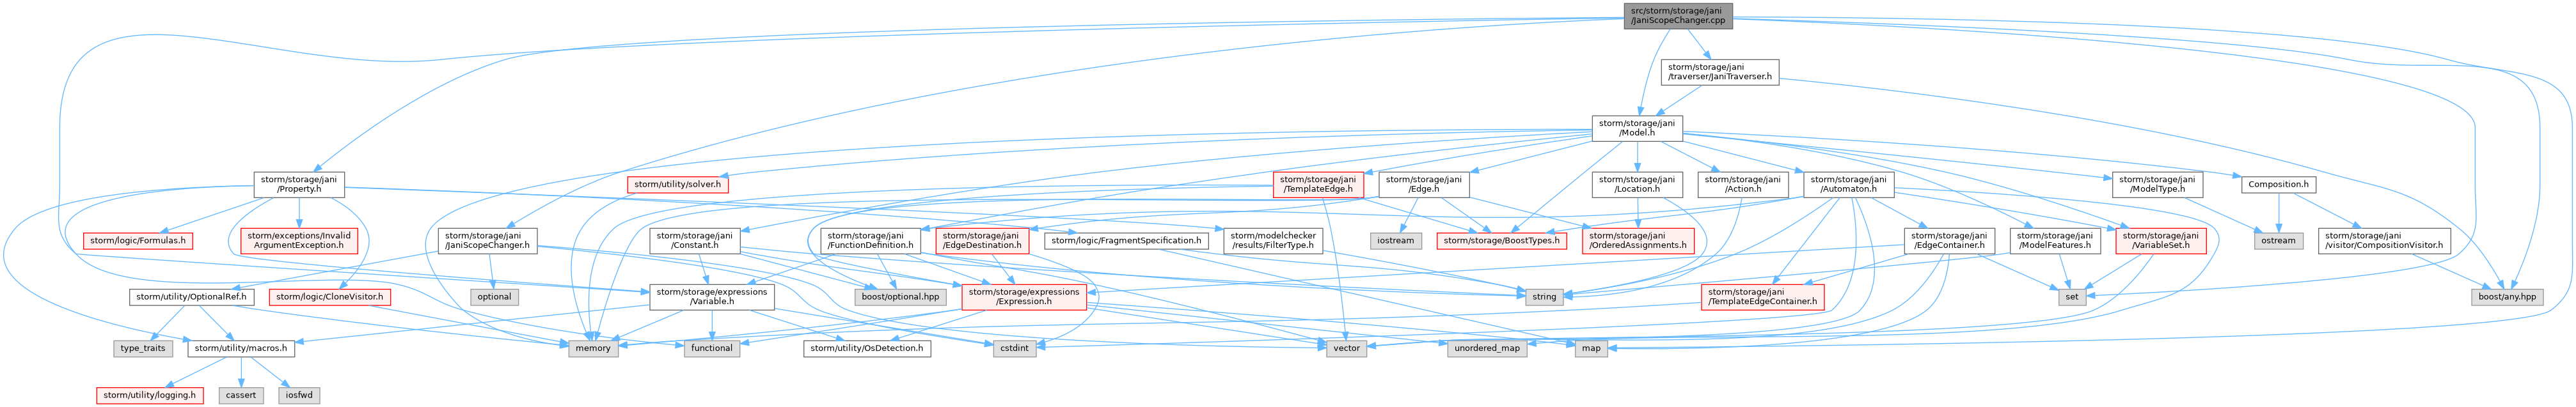 src/storm/storage/jani
/JaniScopeChanger.cpp
storm/storage/jani
/traverser/JaniTraverser.h
storm/storage/jani
/Model.h
storm/storage/jani
/Property.h
storm/utility/solver.h
storm/storage/jani
/TemplateEdge.h
storm/storage/jani
/Edge.h
storm/storage/jani
/Location.h
storm/storage/jani
/Action.h
storm/storage/jani
/Automaton.h
storm/storage/jani
/ModelType.h
Composition.h
storm/logic/Formulas.h
storm/exceptions/Invalid
ArgumentException.h
storm/storage/jani
/JaniScopeChanger.h
storm/storage/jani
/Constant.h
storm/storage/jani
/FunctionDefinition.h
storm/storage/jani
/EdgeDestination.h
storm/logic/FragmentSpecification.h
storm/modelchecker
/results/FilterType.h
iostream
storm/storage/BoostTypes.h
storm/storage/jani
/OrderedAssignments.h
storm/storage/jani
/EdgeContainer.h
storm/storage/jani
/ModelFeatures.h
storm/storage/jani
/VariableSet.h
ostream
storm/storage/jani
/visitor/CompositionVisitor.h
storm/utility/OptionalRef.h
storm/logic/CloneVisitor.h
optional
storm/storage/expressions
/Variable.h
boost/optional.hpp
storm/storage/expressions
/Expression.h
string
storm/storage/jani
/TemplateEdgeContainer.h
set
boost/any.hpp
type_traits
storm/utility/macros.h
memory
functional
storm/utility/OsDetection.h
cstdint
vector
unordered_map
map
storm/utility/logging.h
cassert
iosfwd